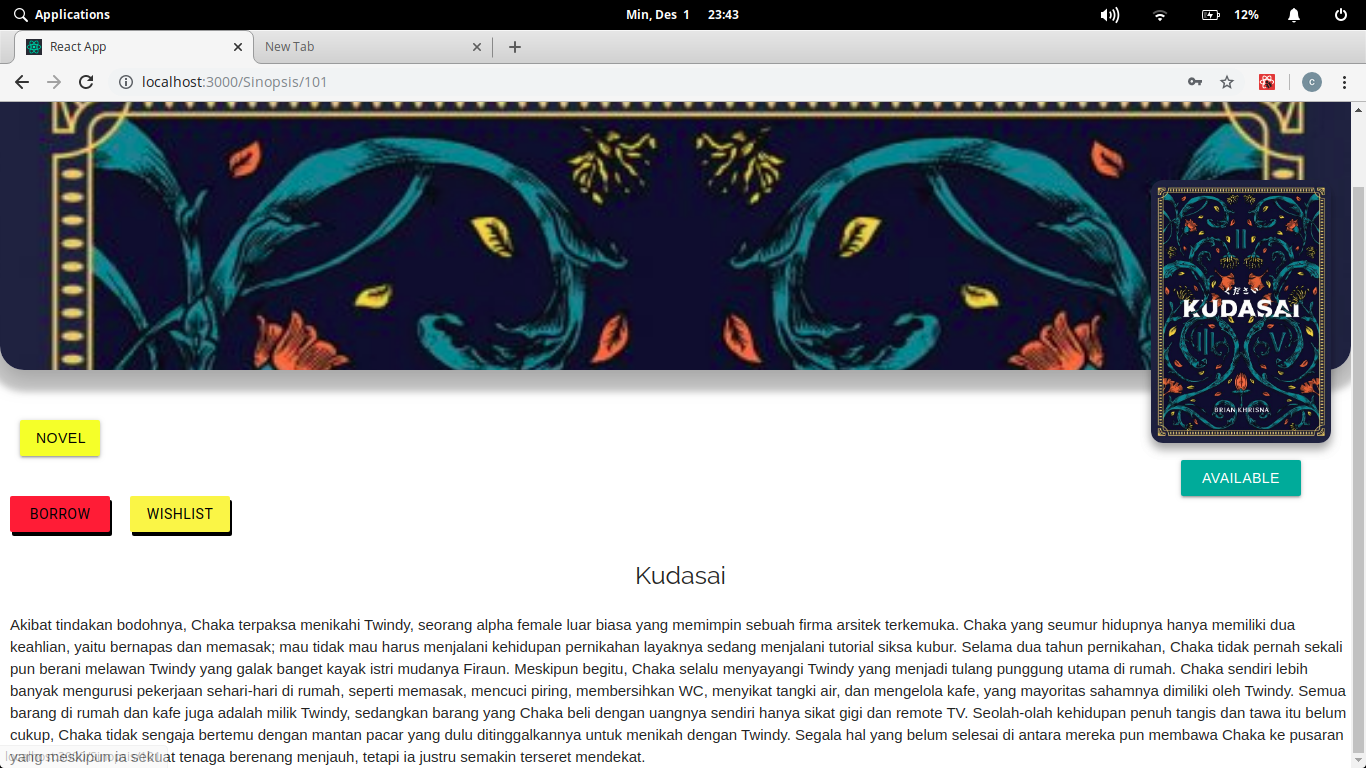 Applications
Min, Des 1 23:43
12%
React App
New Tab
localhost:3000/Sinopsis/101
C
ください
KUDASAI
BRIAN KHRISNA
NOVEL
AVAILABLE
BORROW
WISHLIST
Kudasai
Akibat tindakan bodohnya, Chaka terpaksa menikahi Twindy, seorang alpha female luar biasa yang memimpin sebuah firma arsitek terkemuka. Chaka yang seumur hidupnya hanya memiliki dua
keahlian, yaitu bernapas dan memasak; mau tidak mau harus menjalani kehidupan pernikahan layaknya sedang menjalani tutorial siksa kubur. Selama dua tahun pernikahan, Chaka tidak pernah sekali
pun berani melawan Twindy yang galak banget kayak istri mudanya Firaun. Meskipun begitu, Chaka selalu menyayangi Twindy yang menjadi tulang punggung utama di rumah. Chaka sendiri lebih
banyak mengurusi pekerjaan sehari-hari di rumah, seperti memasak, mencuci piring, membersihkan WC, menyikat tangki air, dan mengelola kafe, yang mayoritas sahamnya dimiliki oleh Twindy. Semua
barang di rumah dan kafe juga adalah milik Twindy, sedangkan barang yang Chaka beli dengan uangnya sendiri hanya sikat gigi dan remote TV. Seolah-olah kehidupan penuh tangis dan tawa itu belum
cukup, Chaka tidak sengaja bertemu dengan mantan pacar yang dulu ditinggalkannya untuk menikah dengan Twindy. Segala hal yang belum selesai di antara mereka pun membawa Chaka ke pusaran
yang meskipun ia sekuat tenaga berenang menjauh, tetapi ia justru semakin terseret mendekat.